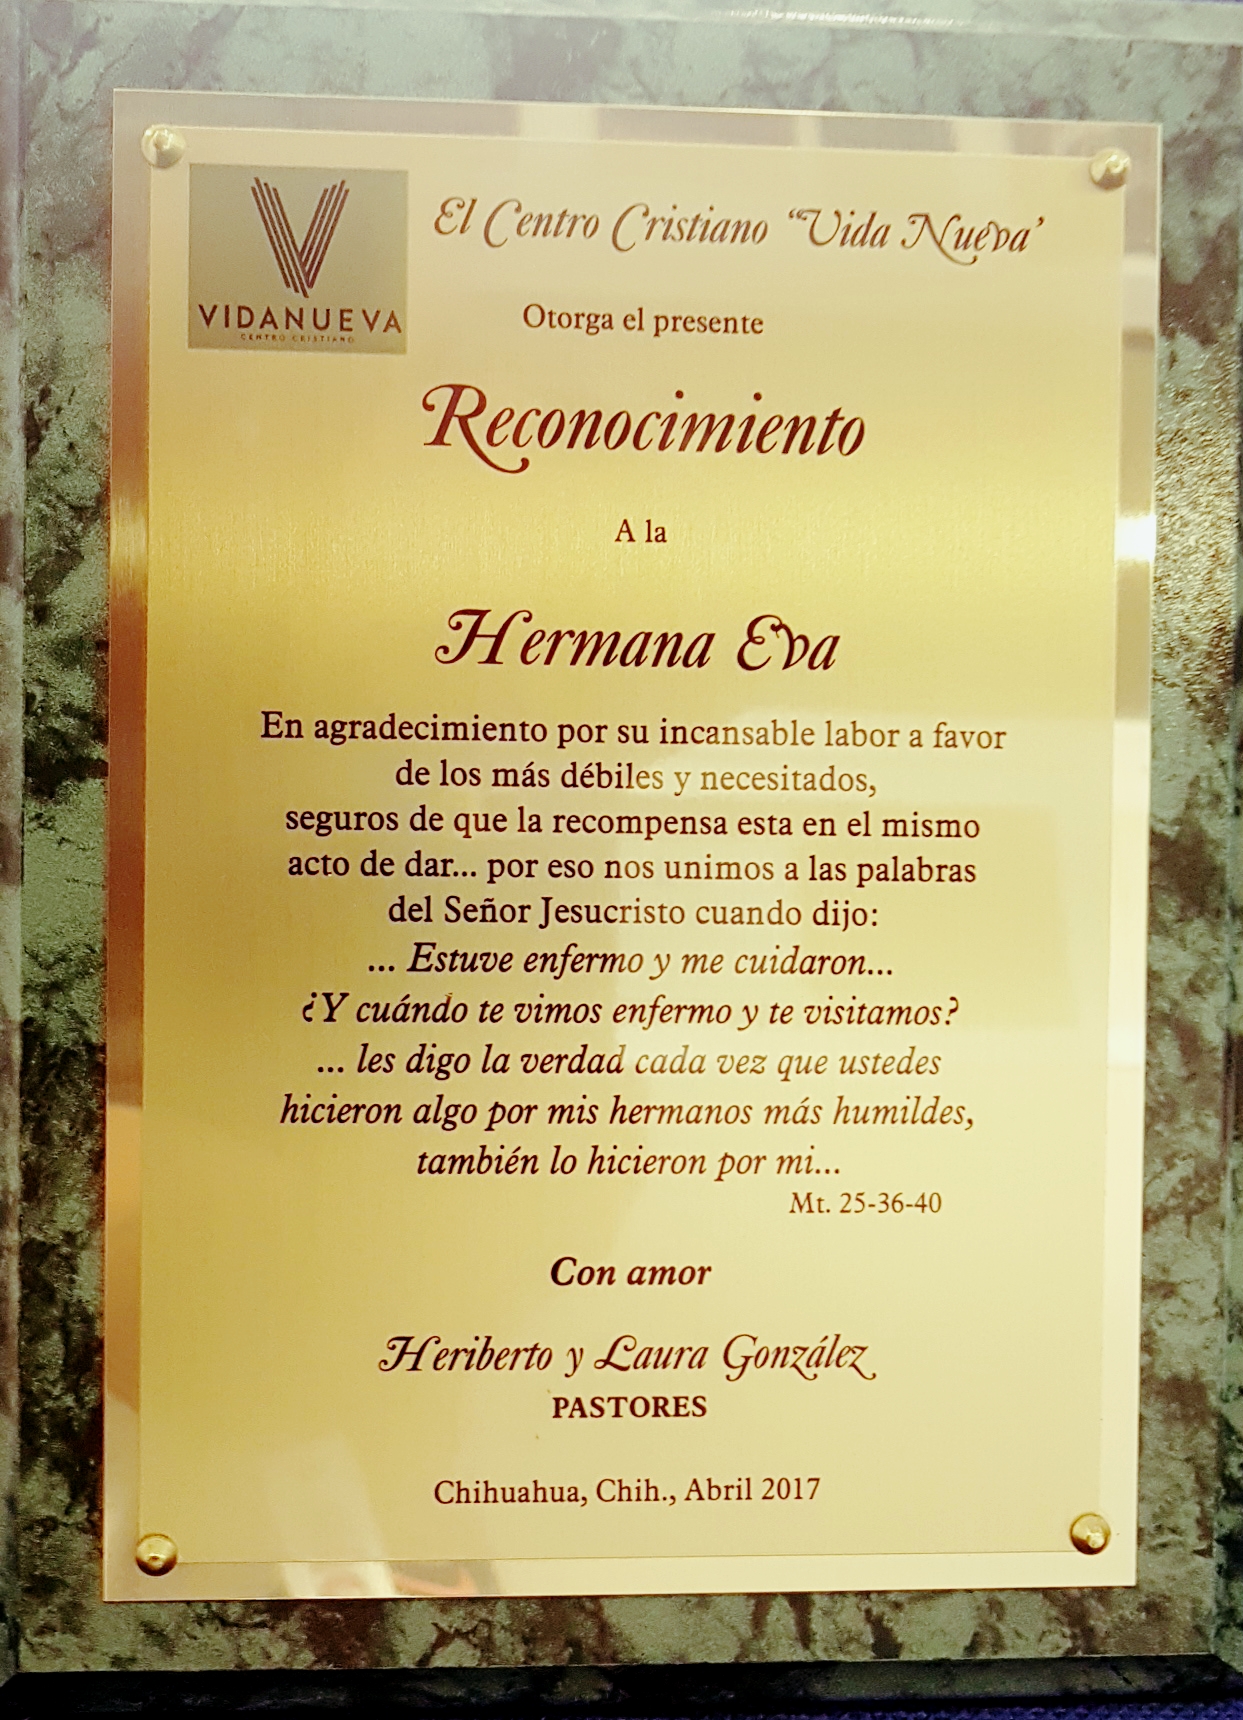 VIDANUEVA
CENTRO CRISTIANO
El Centro Cristiano “Vida Nueva’
Otorga el presente
Reconocimiento
A la
Hermana Eva
En agradecimiento por su incansable labor a favor
de los más débiles y necesitados,
seguros de que la recompensa esta en el mismo
acto de dar... por eso nos unimos a las palabras
del Señor Jesucristo cuando dijo:
... Estuve enfermo y me cuidaron...
¿Y cuándo te vimos enfermo y te visitamos?
... les digo la verdad cada vez que ustedes
hicieron algo por mis hermanos más humildes,
también lo hicieron por mi...
Mt. 25-36-40
Con amor
Heriberto y Laura González
PASTORES
Chihuahua, Chih., Abril 2017